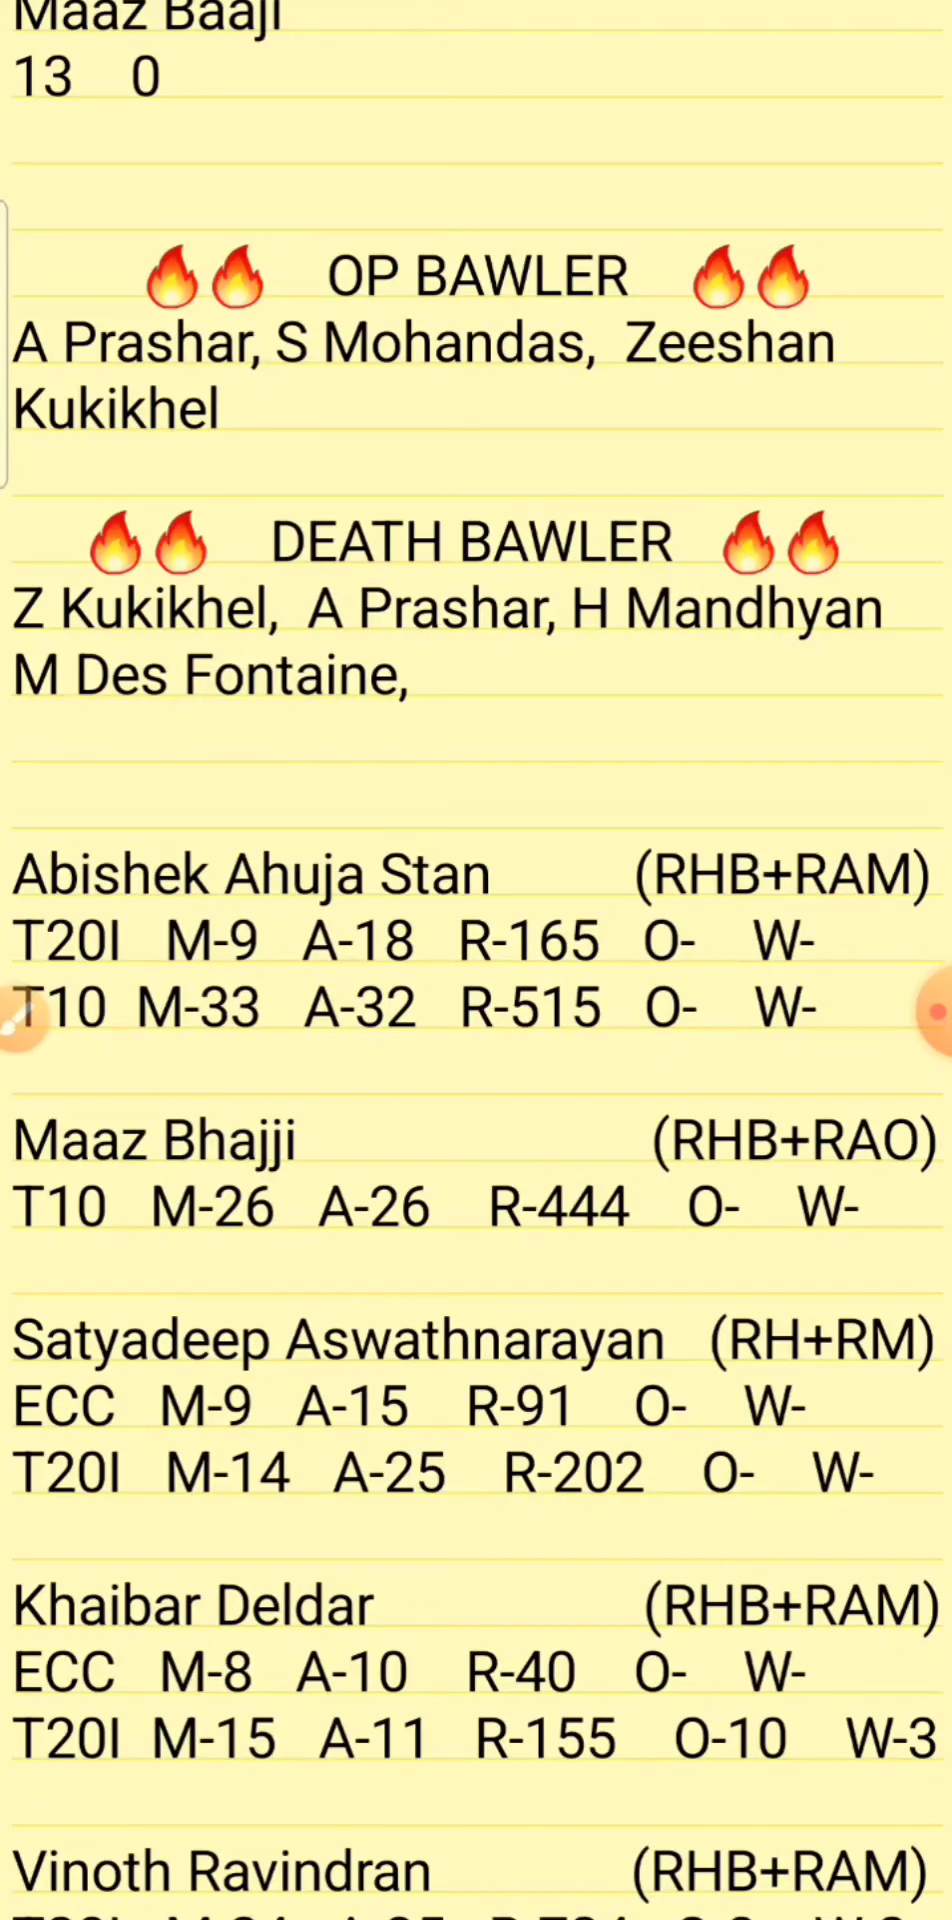 Maaz Baaji
13 0
🔥🔥 OP BAWLER 🔥🔥
A Prashar, S Mohandas, Zeeshan
Kukikhel
🔥🔥 DEATH BAWLER 🔥🔥
Z Kukikhel, A Prashar, H Mandhyan
M Des Fontaine,
Abishek Ahuja Stan (RHB+RAM)
T20I M-9 A-18 R-165 O- W-
T10 M-33 A-32 R-515 O- W-
Maaz Bhajji (RHB+RAO)
T10 M-26 A-26 R-444 O- W-
Satyadeep Aswathnarayan (RH+RM)
ECC M-9 A-15 R-91 O- W-
T20I M-14 A-25 R-202 O- W-
Khaibar Deldar (RHB+RAM)
ECC M-8 A-10 R-40 O- W-
T20I M-15 A-11 R-155 O-10 W-3
Vinoth Ravindran (RHB+RAM)